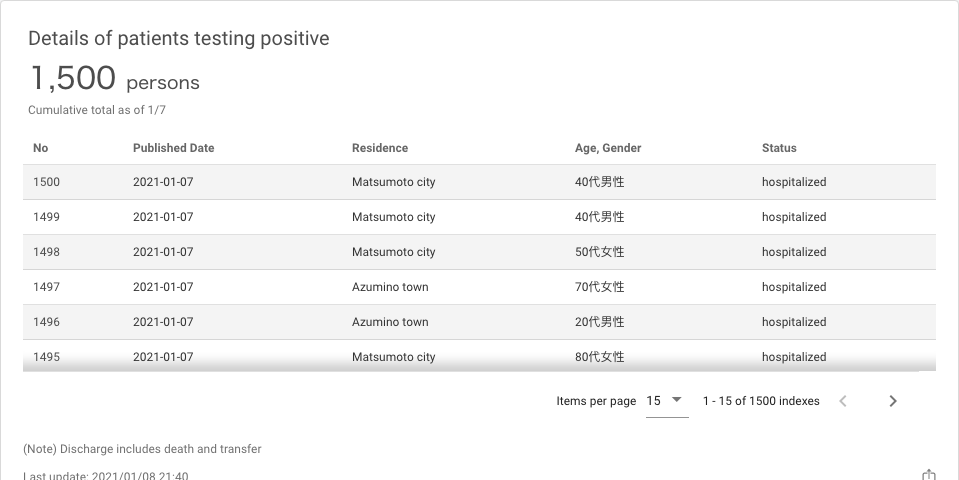 Details of patients testing positive
1,500 persons
Cumulative total as of 1/7
No Published Date Residence Age, Gender Status
1500 2021-01-07 Matsumoto city 40代男性 hospitalized
1499 2021-01-07 Matsumoto city 40代男性 hospitalized
1498 2021-01-07 Matsumoto city 50代女性 hospitalized
1497 2021-01-07 Azumino town 70代女性 hospitalized
1496 2021-01-07 Azumino town 20代男性 hospitalized
1495 2021-01-07 Matsumoto city 80代女性 hospitalized
Items per page 15 1 - 15 of 1500 indexes
(Note) Discharge includes death and transfer
Last update: 2021/01/08 21:40